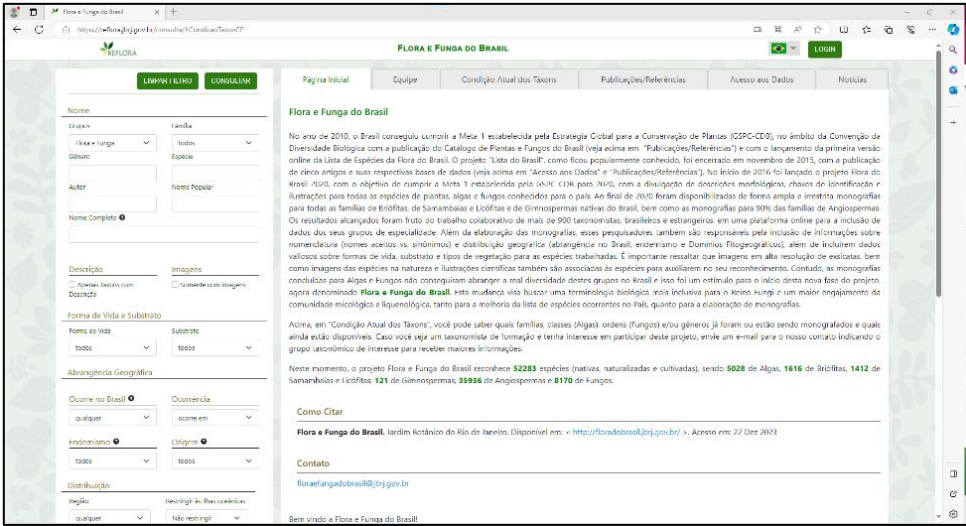 Flora e Funga do Brasil
https://reflora.jbrj.gov.br/consulta/?CondicaoTaxonCP
REFLORA
FLORA E FUNGA DO BRASIL
LOGIN
LIMPAR FILTRO CONSULTAR
Página Inicial Equipe Condição Atual dos Táxons Publicações/Referências Acesso aos Dados Notícias
Nome
Grupos Família
Flora e Funga todos
Gênero Espécie
Autor Nome Popular
Nome Completo
Descrição Imagens
Apenas taxons com Descrição Somente com imagens
Forma de Vida e Substrato
Forma de Vida Substrato
todos todos
Abrangência Geográfica
Ocorre no Brasil Ocorrência
qualquer ocorre em
Endemismo Origem
todos todos
Distribuição
Região Restringir às ilhas oceânicas
qualquer Não restringir
Flora e Funga do Brasil
No ano de 2010, o Brasil conseguiu cumprir a Meta 1 estabelecida pela Estratégia Global para a Conservação de Plantas (GSPC-CDB), no âmbito da Convenção da
Diversidade Biológica com a publicação do Catálogo de Plantas e Fungos do Brasil (veja acima em "Publicações/Referências") e com o lançamento da primeira versão
online da Lista de Espécies da Flora do Brasil. O projeto "Lista do Brasil", como ficou popularmente conhecido, foi encerrado em novembro de 2015, com a publicação
de cinco artigos e suas respectivas bases de dados (veja acima em "Acesso aos Dados" e "Publicações/Referências"). No início de 2016 foi lançado o projeto Flora do
Brasil 2020, com o objetivo de cumprir a Meta 1 estabelecida pela GSPC-CDB para 2020, com a divulgação de descrições morfológicas, chaves de identificação e
ilustrações para todas as espécies de plantas, algas e fungos conhecidos para o país. Ao final de 2020 foram disponibilizadas de forma ampla e irrestrita monografias
para todas as famílias de Briófitas, de Samambaias e Licófitas e de Gimnospermas nativas do Brasil, bem como as monografias para 90% das famílias de Angiospermas.
Os resultados alcançados foram fruto do trabalho colaborativo de mais de 900 taxonomistas, brasileiros e estrangeiros, em uma plataforma online para a inclusão de
dados dos seus grupos de especialidade. Além da elaboração das monografias, esses pesquisadores também são responsáveis pela inclusão de informações sobre
nomenclatura (nomes aceitos vs. sinônimos) e distribuição geográfica (abrangência no Brasil, endemismo e Domínios Fitogeográficos), além de incluírem dados
valiosos sobre formas de vida, substrato e tipos de vegetação para as espécies trabalhadas. É importante ressaltar que imagens em alta resolução de exsicatas, bem
como imagens das espécies na natureza e ilustrações científicas também são associadas às espécies para auxiliarem no seu reconhecimento. Contudo, as monografias
concluídas para Algas e Fungos não conseguiram abranger a real diversidade destes grupos no Brasil e isso foi um estímulo para o início desta nova fase do projeto,
agora denominado Flora e Funga do Brasil. Esta mudança visa buscar uma terminologia biológica mais inclusiva para o Reino Fungi e um maior engajamento da
comunidade micológica e liquenológica, tanto para a melhoria da lista de espécies ocorrentes no País, quanto para a elaboração de monografias.
Acima, em "Condição Atual dos Táxons", você pode saber quais famílias, classes (Algas), ordens (Fungos) e/ou gêneros já foram ou estão sendo monografados e quais
ainda estão disponíveis. Caso você seja um taxonomista de formação e tenha interesse em participar deste projeto, envie um e-mail para o nosso contato indicando o
grupo taxonômico de interesse para receber maiores informações.
Neste momento, o projeto Flora e Funga do Brasil reconhece 52283 espécies (nativas, naturalizadas e cultivadas), sendo 5028 de Algas, 1616 de Briófitas, 1412 de
Samambaias e Licófitas, 121 de Gimnospermas, 35936 de Angiospermas e 8170 de Fungos.
Como Citar
Flora e Funga do Brasil. Jardim Botânico do Rio de Janeiro. Disponível em: < http://floradobrasil.jbrj.gov.br/ >. Acesso em: 22 Dez 2023
Contato
floraefungadobrasil@jbrj.gov.br
Bem vindo a Flora e Funga do Brasil!